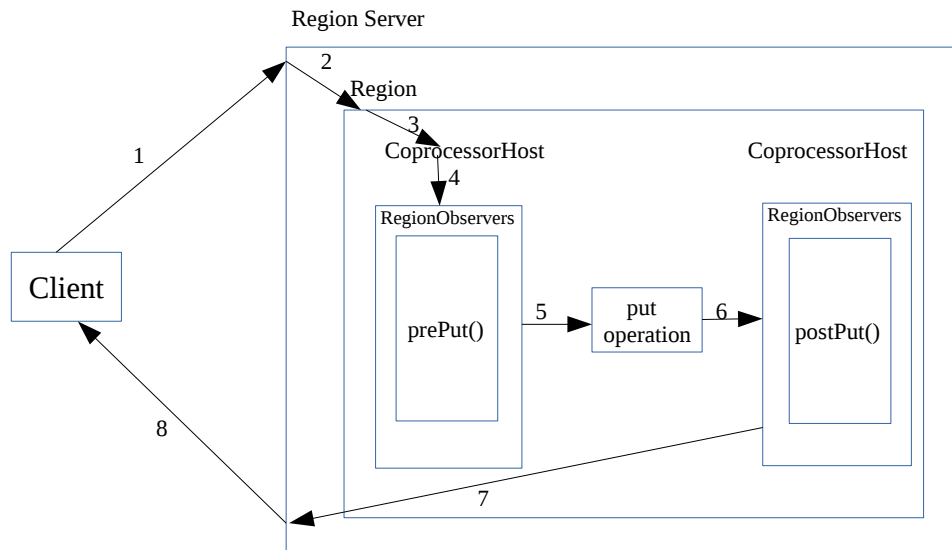 Region Server
2
Region
3
1
CoprocessorHost
CoprocessorHost
4
RegionObservers
RegionObservers
Client
5
put
operation
6
prePut()
postPut()
8
7